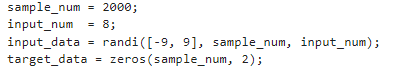 sample_num = 2000;
input_num  = 8;
input_data = randi([-9, 9], sample_num, input_num);
target_data = zeros(sample_num, 2);